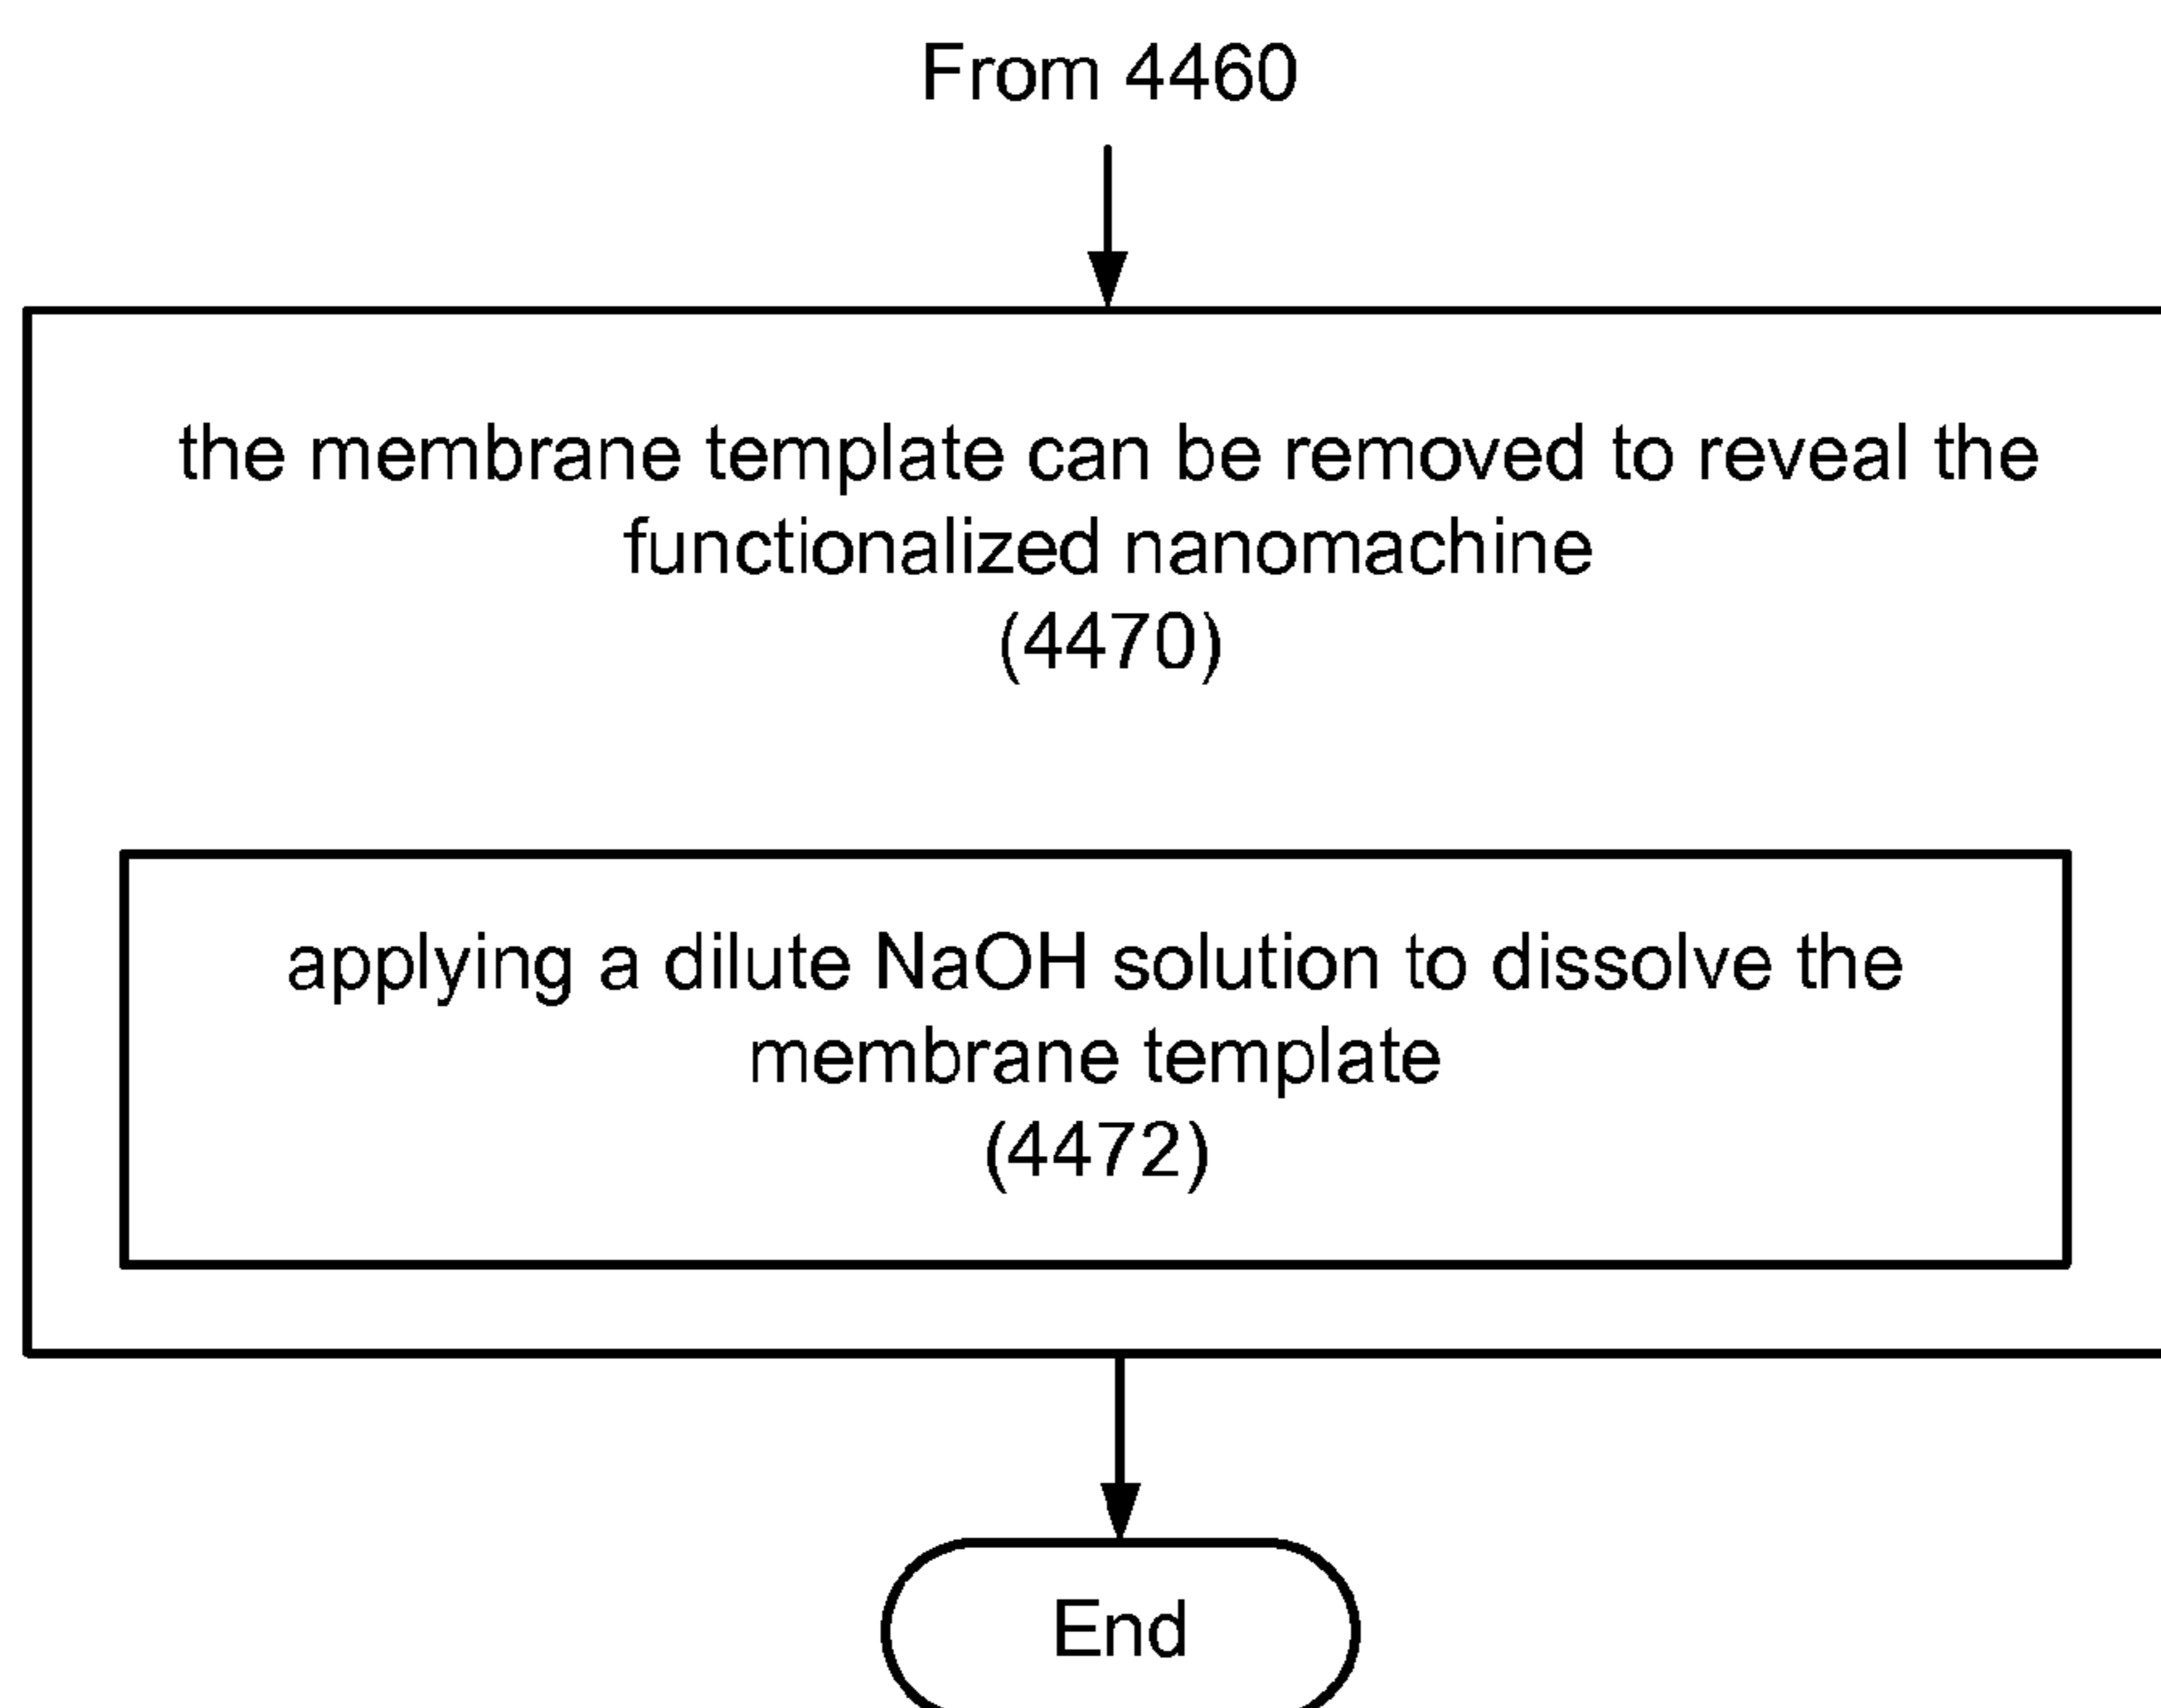 From 4460
the membrane template can be removed to reveal the
functionalized nanomachine
(4470)
applying a dilute NaOH solution to dissolve the
membrane template
(4472)
End